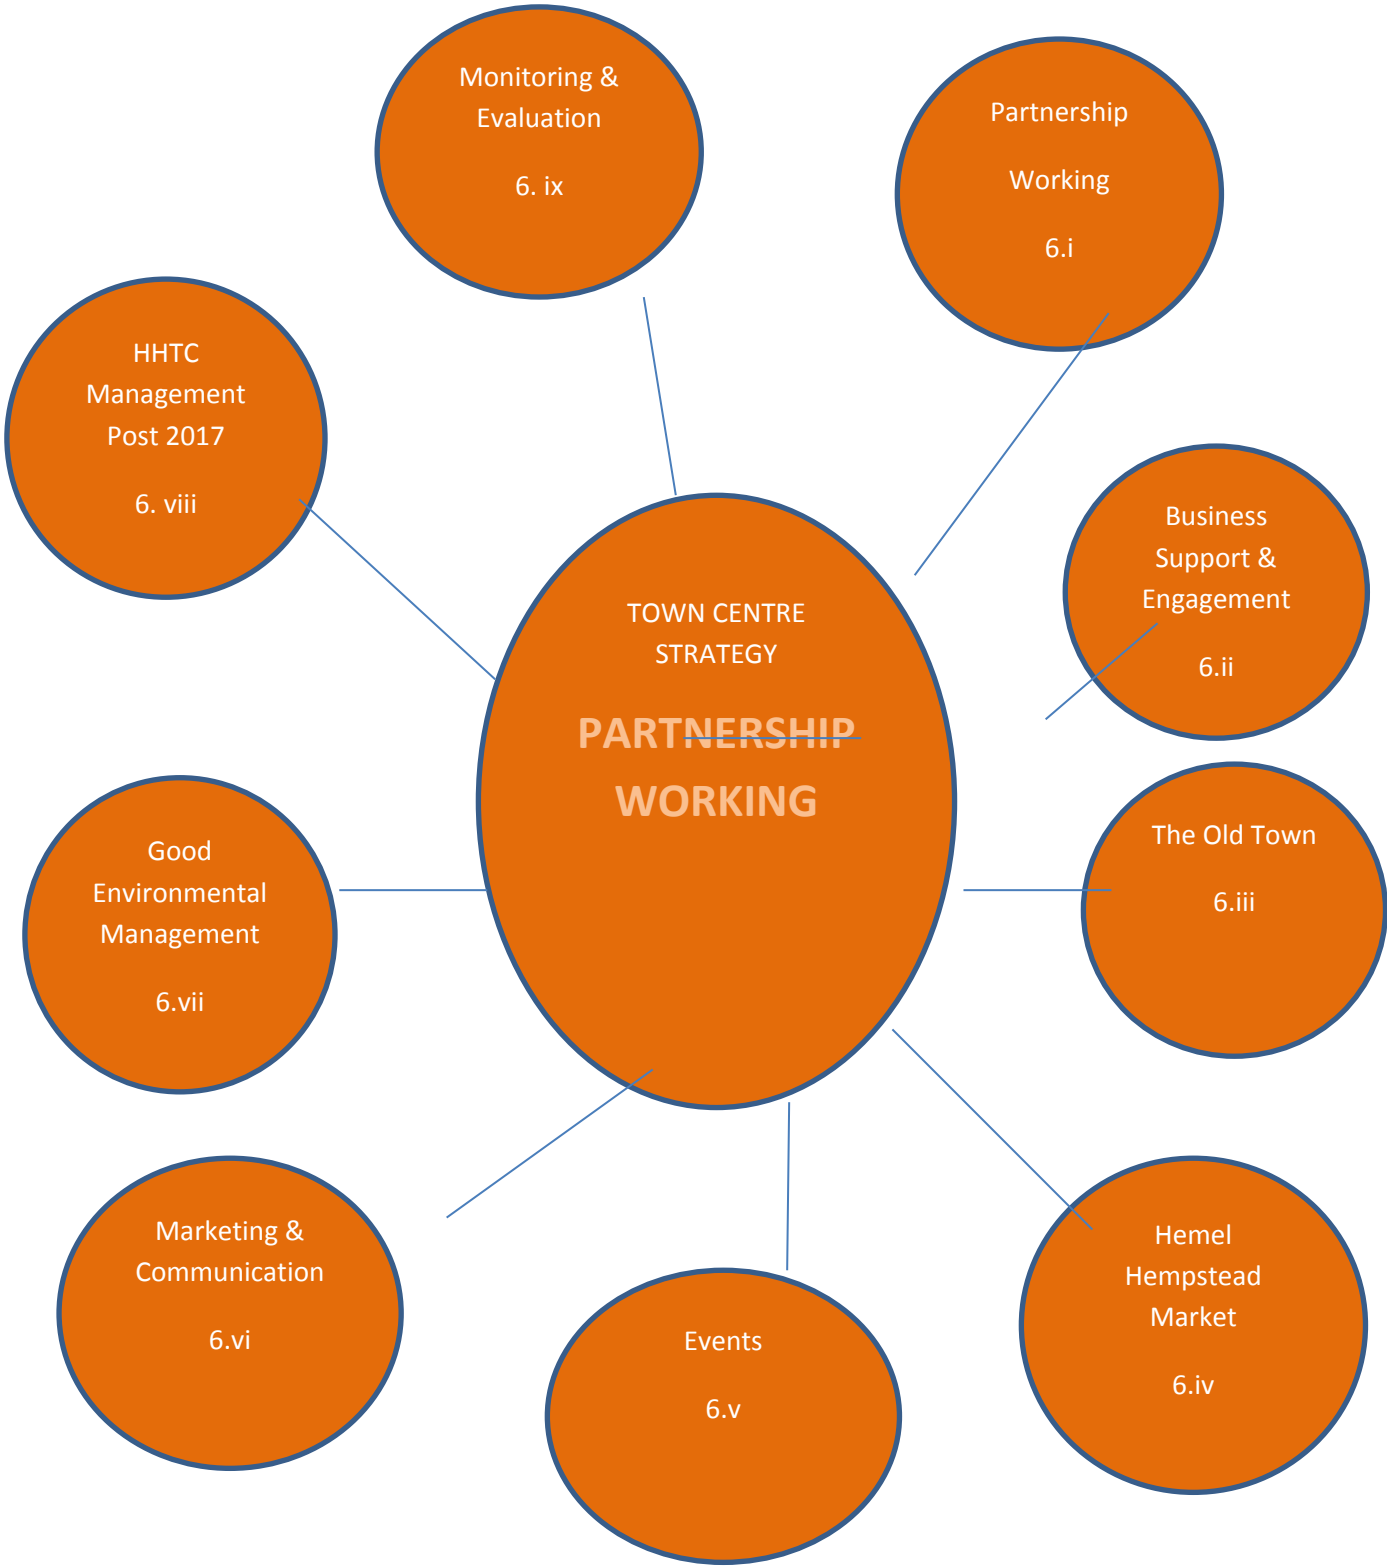 Monitoring &
Evaluation
6. ix
Partnership
Working
6.i
HHTC
Management
Post 2017
6. viii
Business
Support &
Engagement
6.ii
TOWN CENTRE
STRATEGY
PARTNERSHIP
WORKING
The Old Town
6.iii
Good
Environmental
Management
6.vii
Marketing &
Communication
6.vi
Events
6.v
Hemel
Hempstead
Market
6.iv